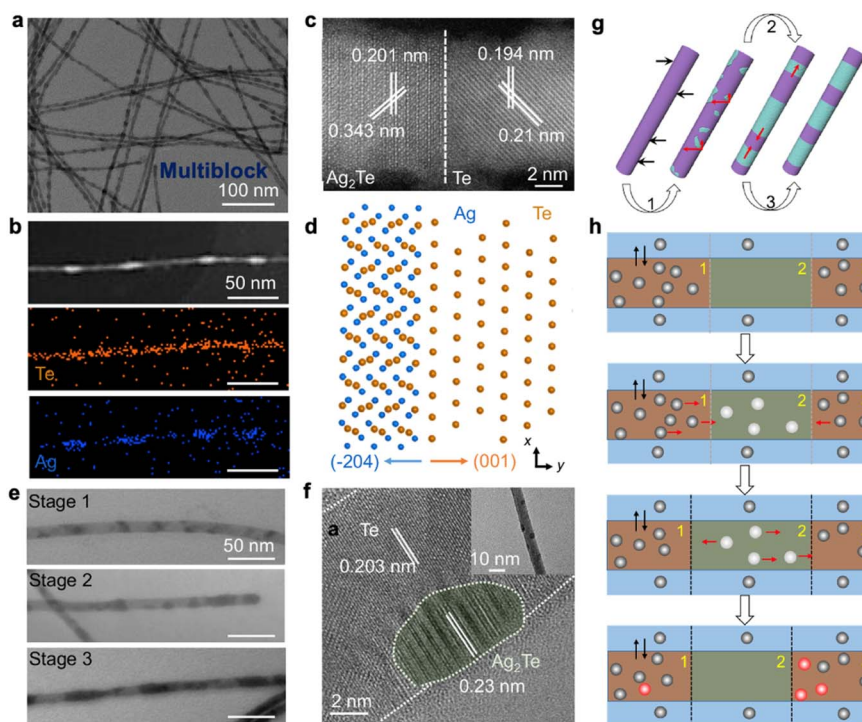 a
Multiblock
100 nm
b
50 nm
Te
Ag
c
0.201 nm
0.194 nm
0.343 nm
0.21 nm
Ag2Te
Te
2 nm
d
Ag
Te
(-204)
(001)
x
y
e
Stage 1
50 nm
Stage 2
Stage 3
f
a
Te
0.203 nm
10 nm
Ag2Te
0.23 nm
2 nm
g
2
1
3
h
1
2
1
2
1
2
1
2